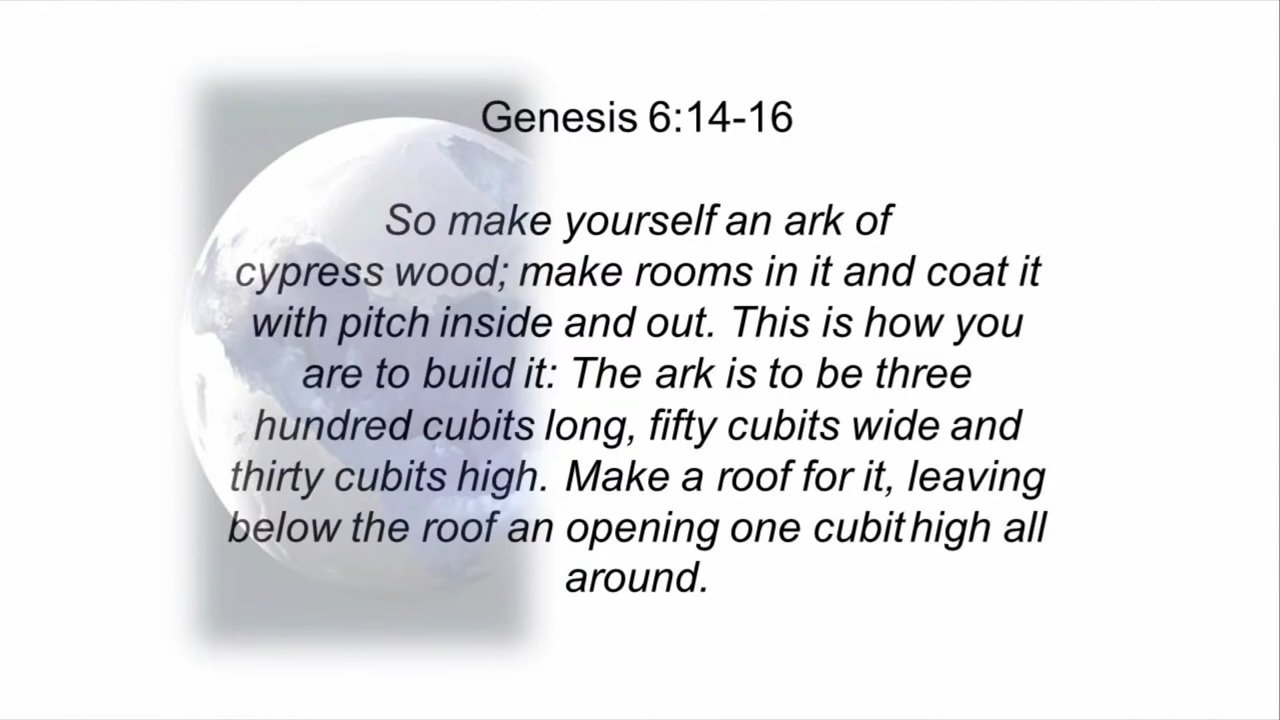 Genesis 6:14-16
So make yourself an ark of
cypress wood; make rooms in it and coat it
with pitch inside and out. This is how you
are to build it: The ark is to be three
hundred cubits long, fifty cubits wide and
thirty cubits high. Make a roof for it, leaving
below the roof an opening one cubit high all
around.